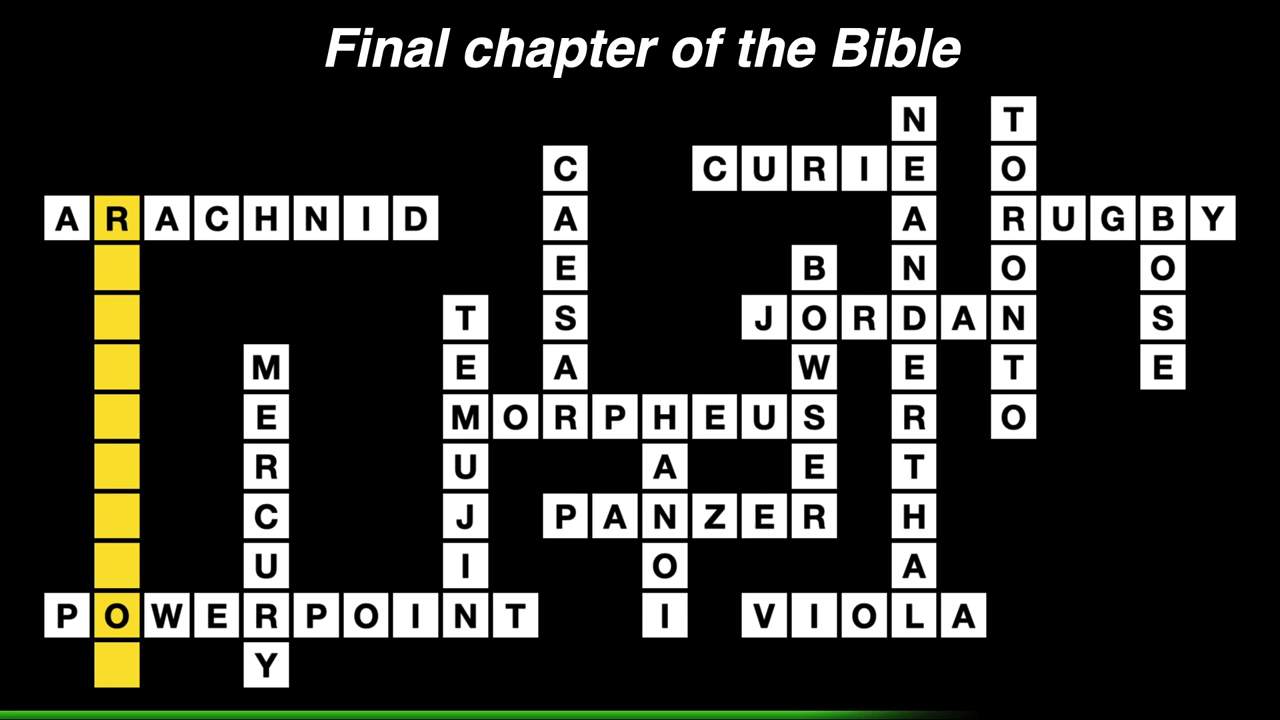 Final chapter of the Bible
N T
C CURIE O
ARACHNID A A RUGBY
E B N O O
T S JORDAN S
M E A W E T E
E MORPHEUS R O
R U A E T
C J PANZER H
U I O A
POWERPOINT I VIOLA
Y